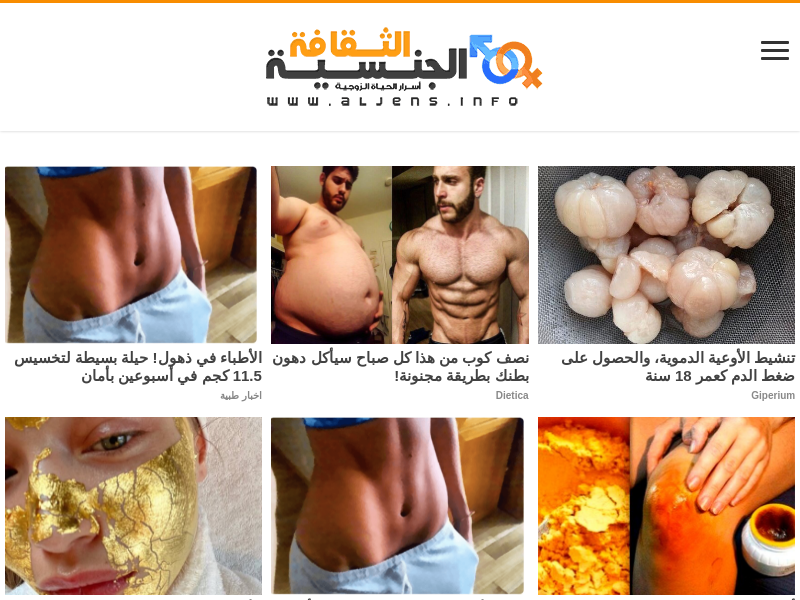 الثقافة
الجنسية
أسرار الحياة الزوجية
www.aljens.info
تنشيط الأوعية الدموية، والحصول على
ضغط الدم كعمر 18 سنة
Giperium
نصف كوب من هذا كل صباح سيأكل دهون
بطنك بطريقة مجنونة!
Dietica
الأطباء في ذهول! حيلة بسيطة لتخسيس
11.5 كجم في أسبوعين بأمان
اخبار طبية